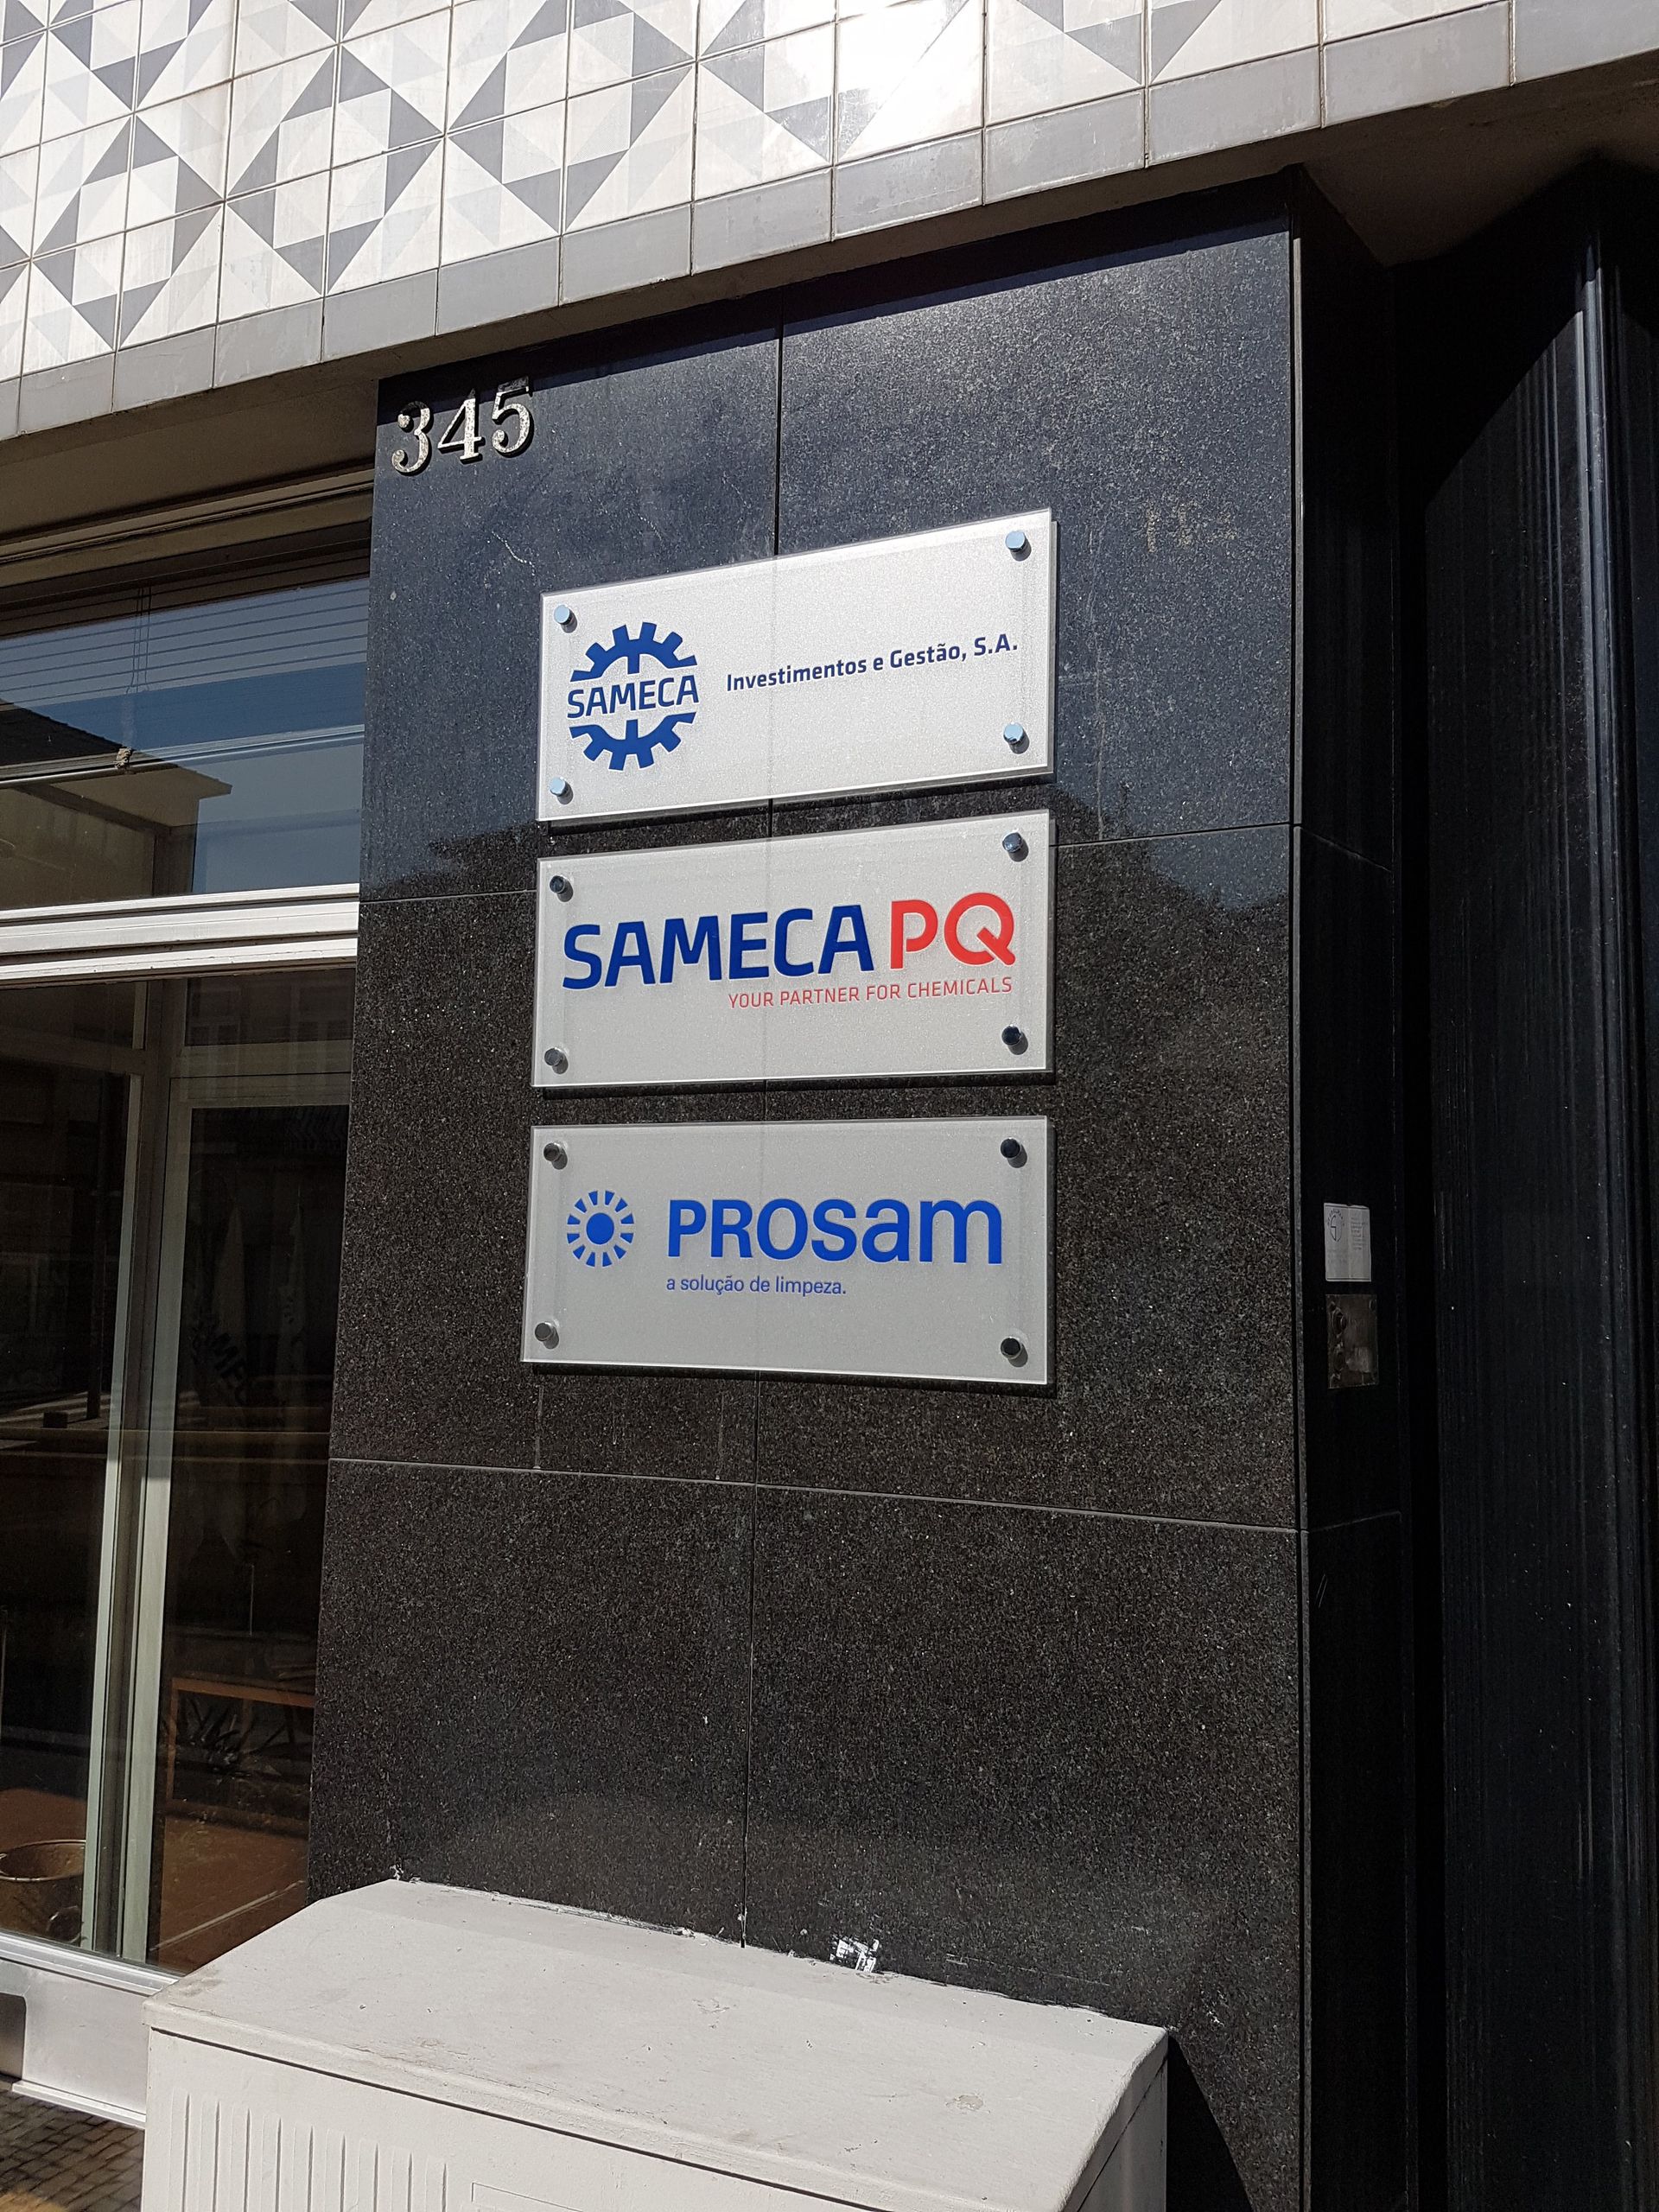 345
SAMECA
Investimentos e Gestão, S.A.
SAMECA PQ
YOUR PARTNER FOR CHEMICALS
PROSam
a solução de limpeza.